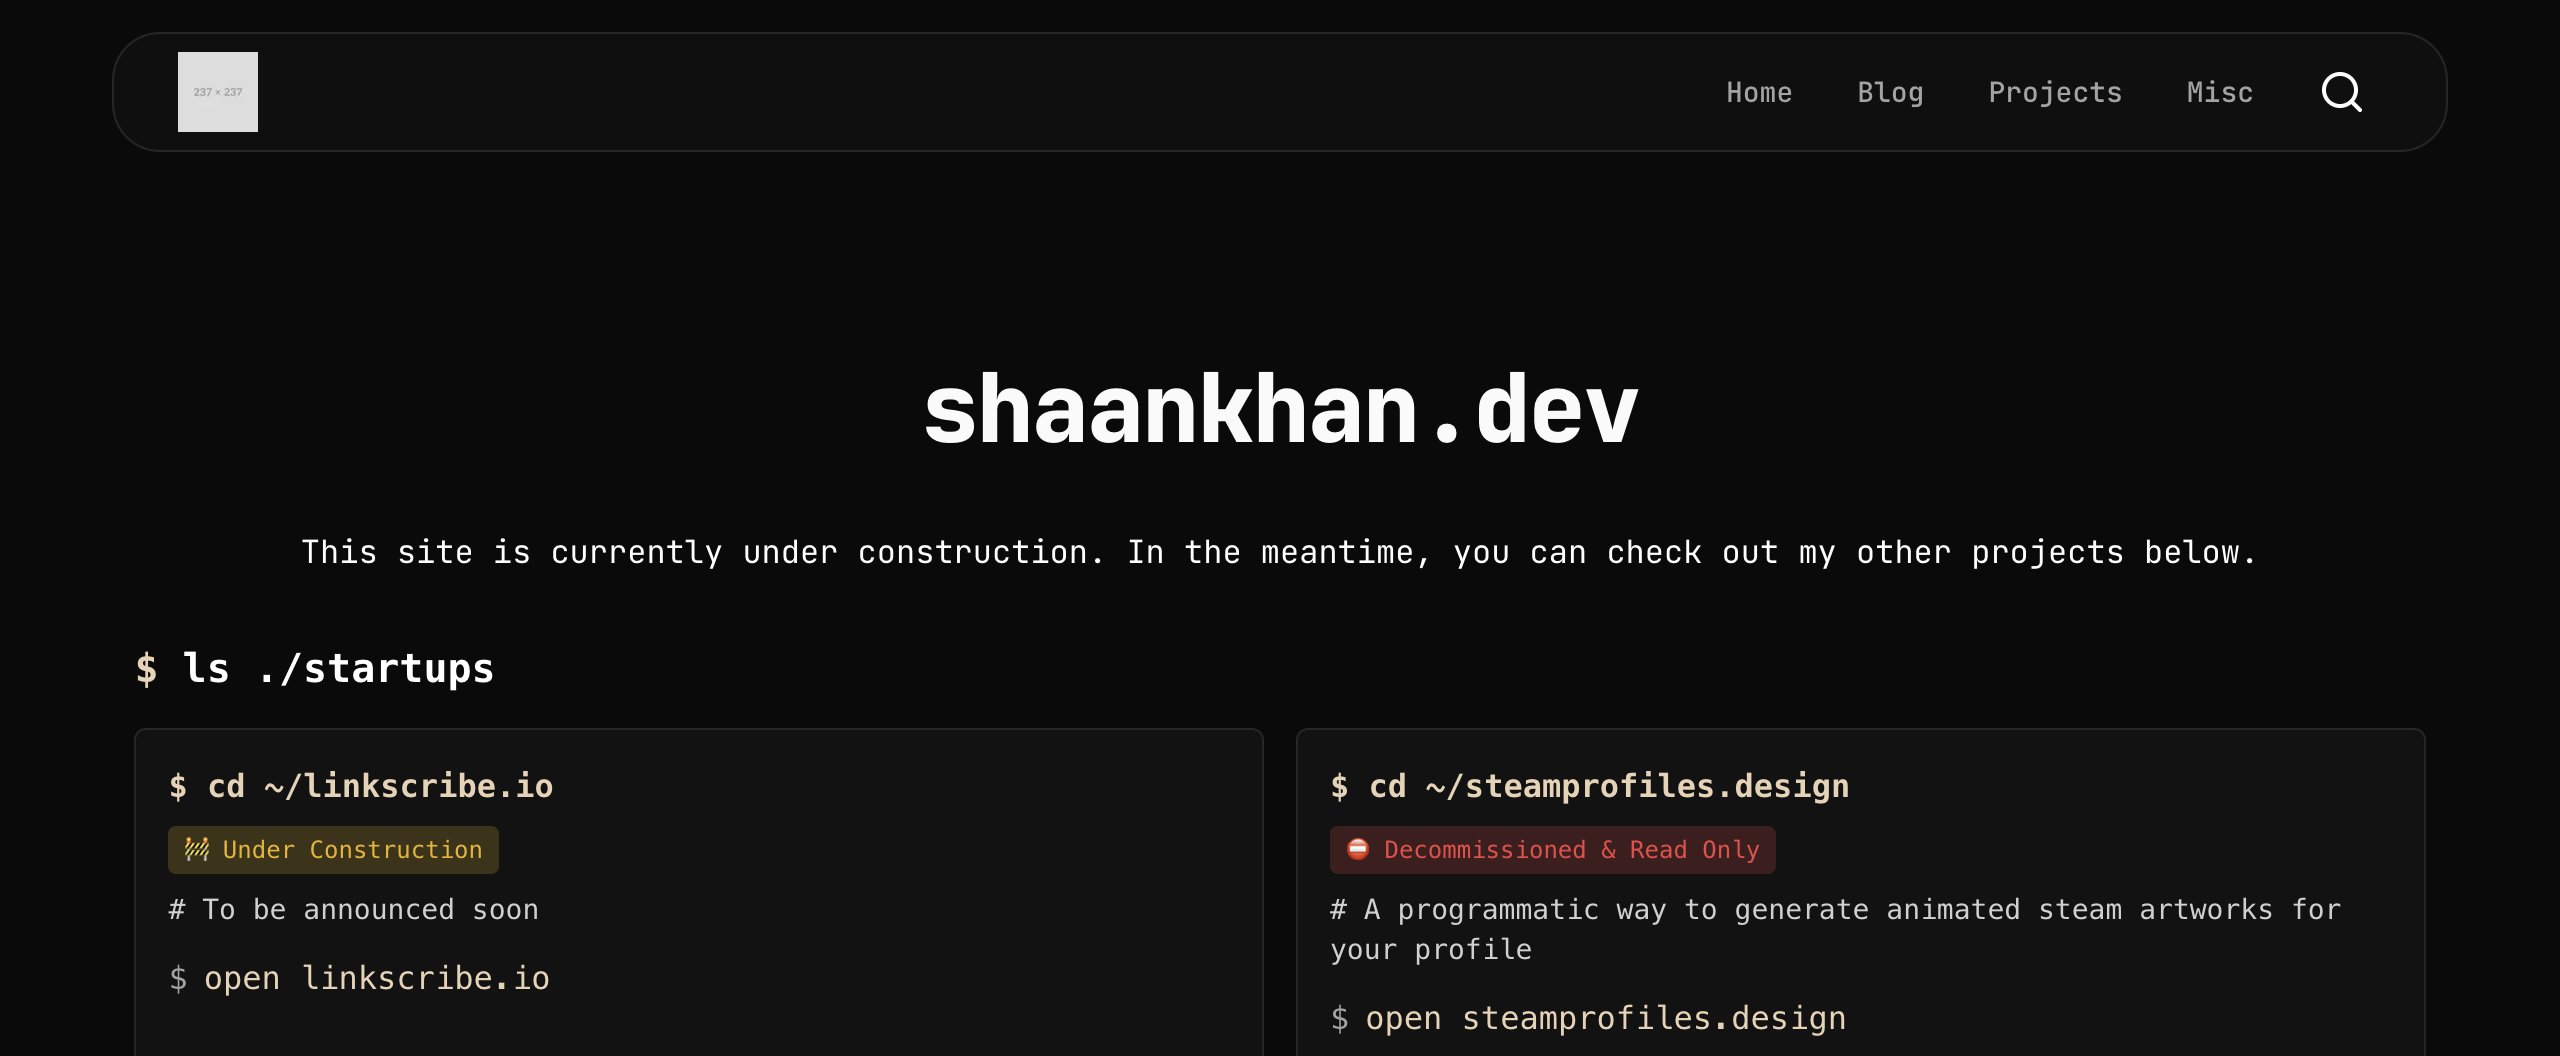 237 × 237
Home Blog Projects Misc
shaankhan.dev
This site is currently under construction. In the meantime, you can check out my other projects below.
$ ls ./startups
$ cd ~/linkscribe.io
🚧 Under Construction
# To be announced soon
$ open linkscribe.io
$ cd ~/steamprofiles.design
⛔ Decommissioned & Read Only
# A programmatic way to generate animated steam artworks for
your profile
$ open steamprofiles.design